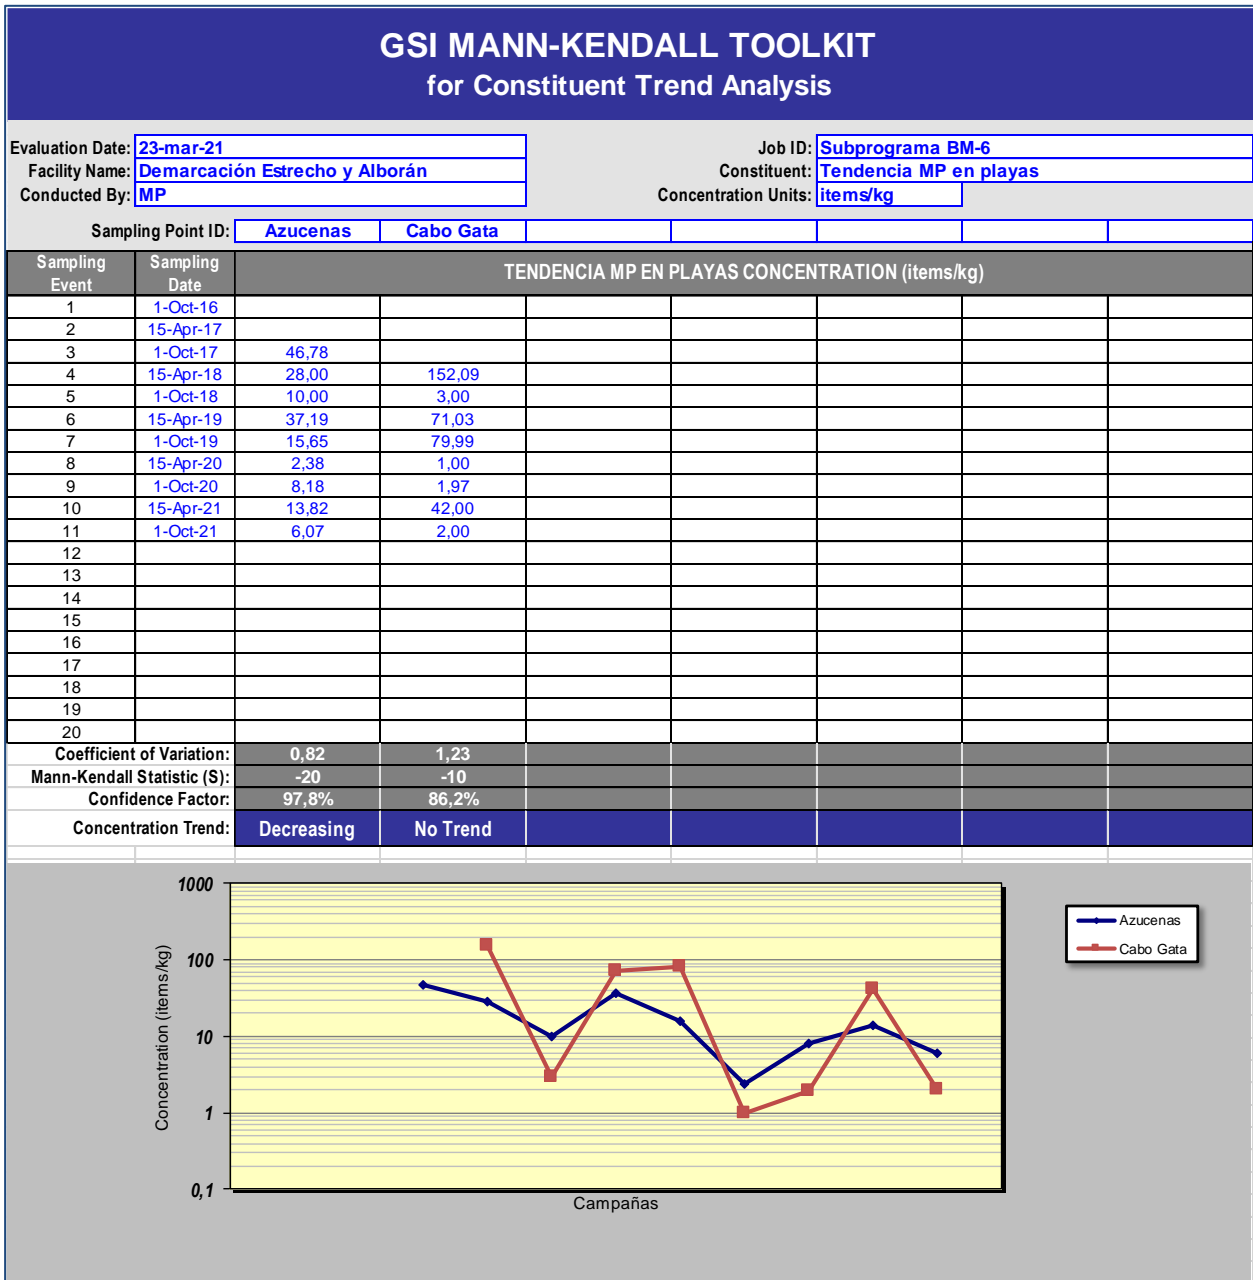 GSI MANN-KENDALL TOOLKIT
for Constituent Trend Analysis
Evaluation Date: 23-mar-21 Job ID: Subprograma BM-6
Facility Name: Demarcación Estrecho y Alborán Constituent: Tendencia MP en playas
Conducted By: MP Concentration Units: items/kg
Sampling Point ID: Azucenas Cabo Gata
Sampling Event Sampling Date TENDENCIA MP EN PLAYAS CONCENTRATION (items/kg)
1 1-Oct-16
2 15-Apr-17
3 1-Oct-17 46,78
4 15-Apr-18 28,00 152,09
5 1-Oct-18 10,00 3,00
6 15-Apr-19 37,19 71,03
7 1-Oct-19 15,65 79,99
8 15-Apr-20 2,38 1,00
9 1-Oct-20 8,18 1,97
10 15-Apr-21 13,82 42,00
11 1-Oct-21 6,07 2,00
12
13
14
15
16
17
18
19
20
Coefficient of Variation: 0,82 1,23
Mann-Kendall Statistic (S): -20 -10
Confidence Factor: 97,8% 86,2%
Concentration Trend: Decreasing No Trend
1000
100
10
1
0,1
Concentration (items/kg)
Campañas
Azucenas
Cabo Gata